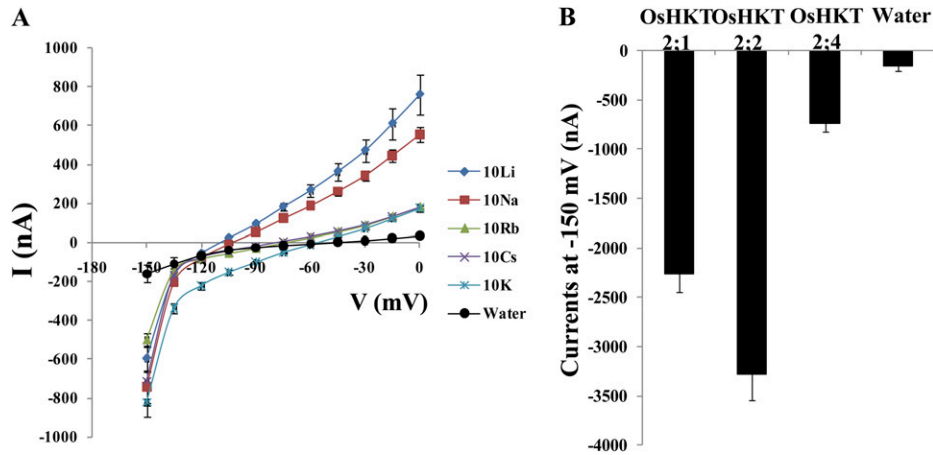 A
I (nA)
1000
800
600
400
200
0
-200
-400
-600
-800
-1000
-180
-150
-120
-90
-60
-30
0
V (mV)
10Li
10Na
10Rb
10Cs
10K
Water
B
OsHKT OsHKT OsHKT Water
2;1 2;2 2;4
Currents at -150 mV (nA)
0
-500
-1000
-1500
-2000
-2500
-3000
-3500
-4000